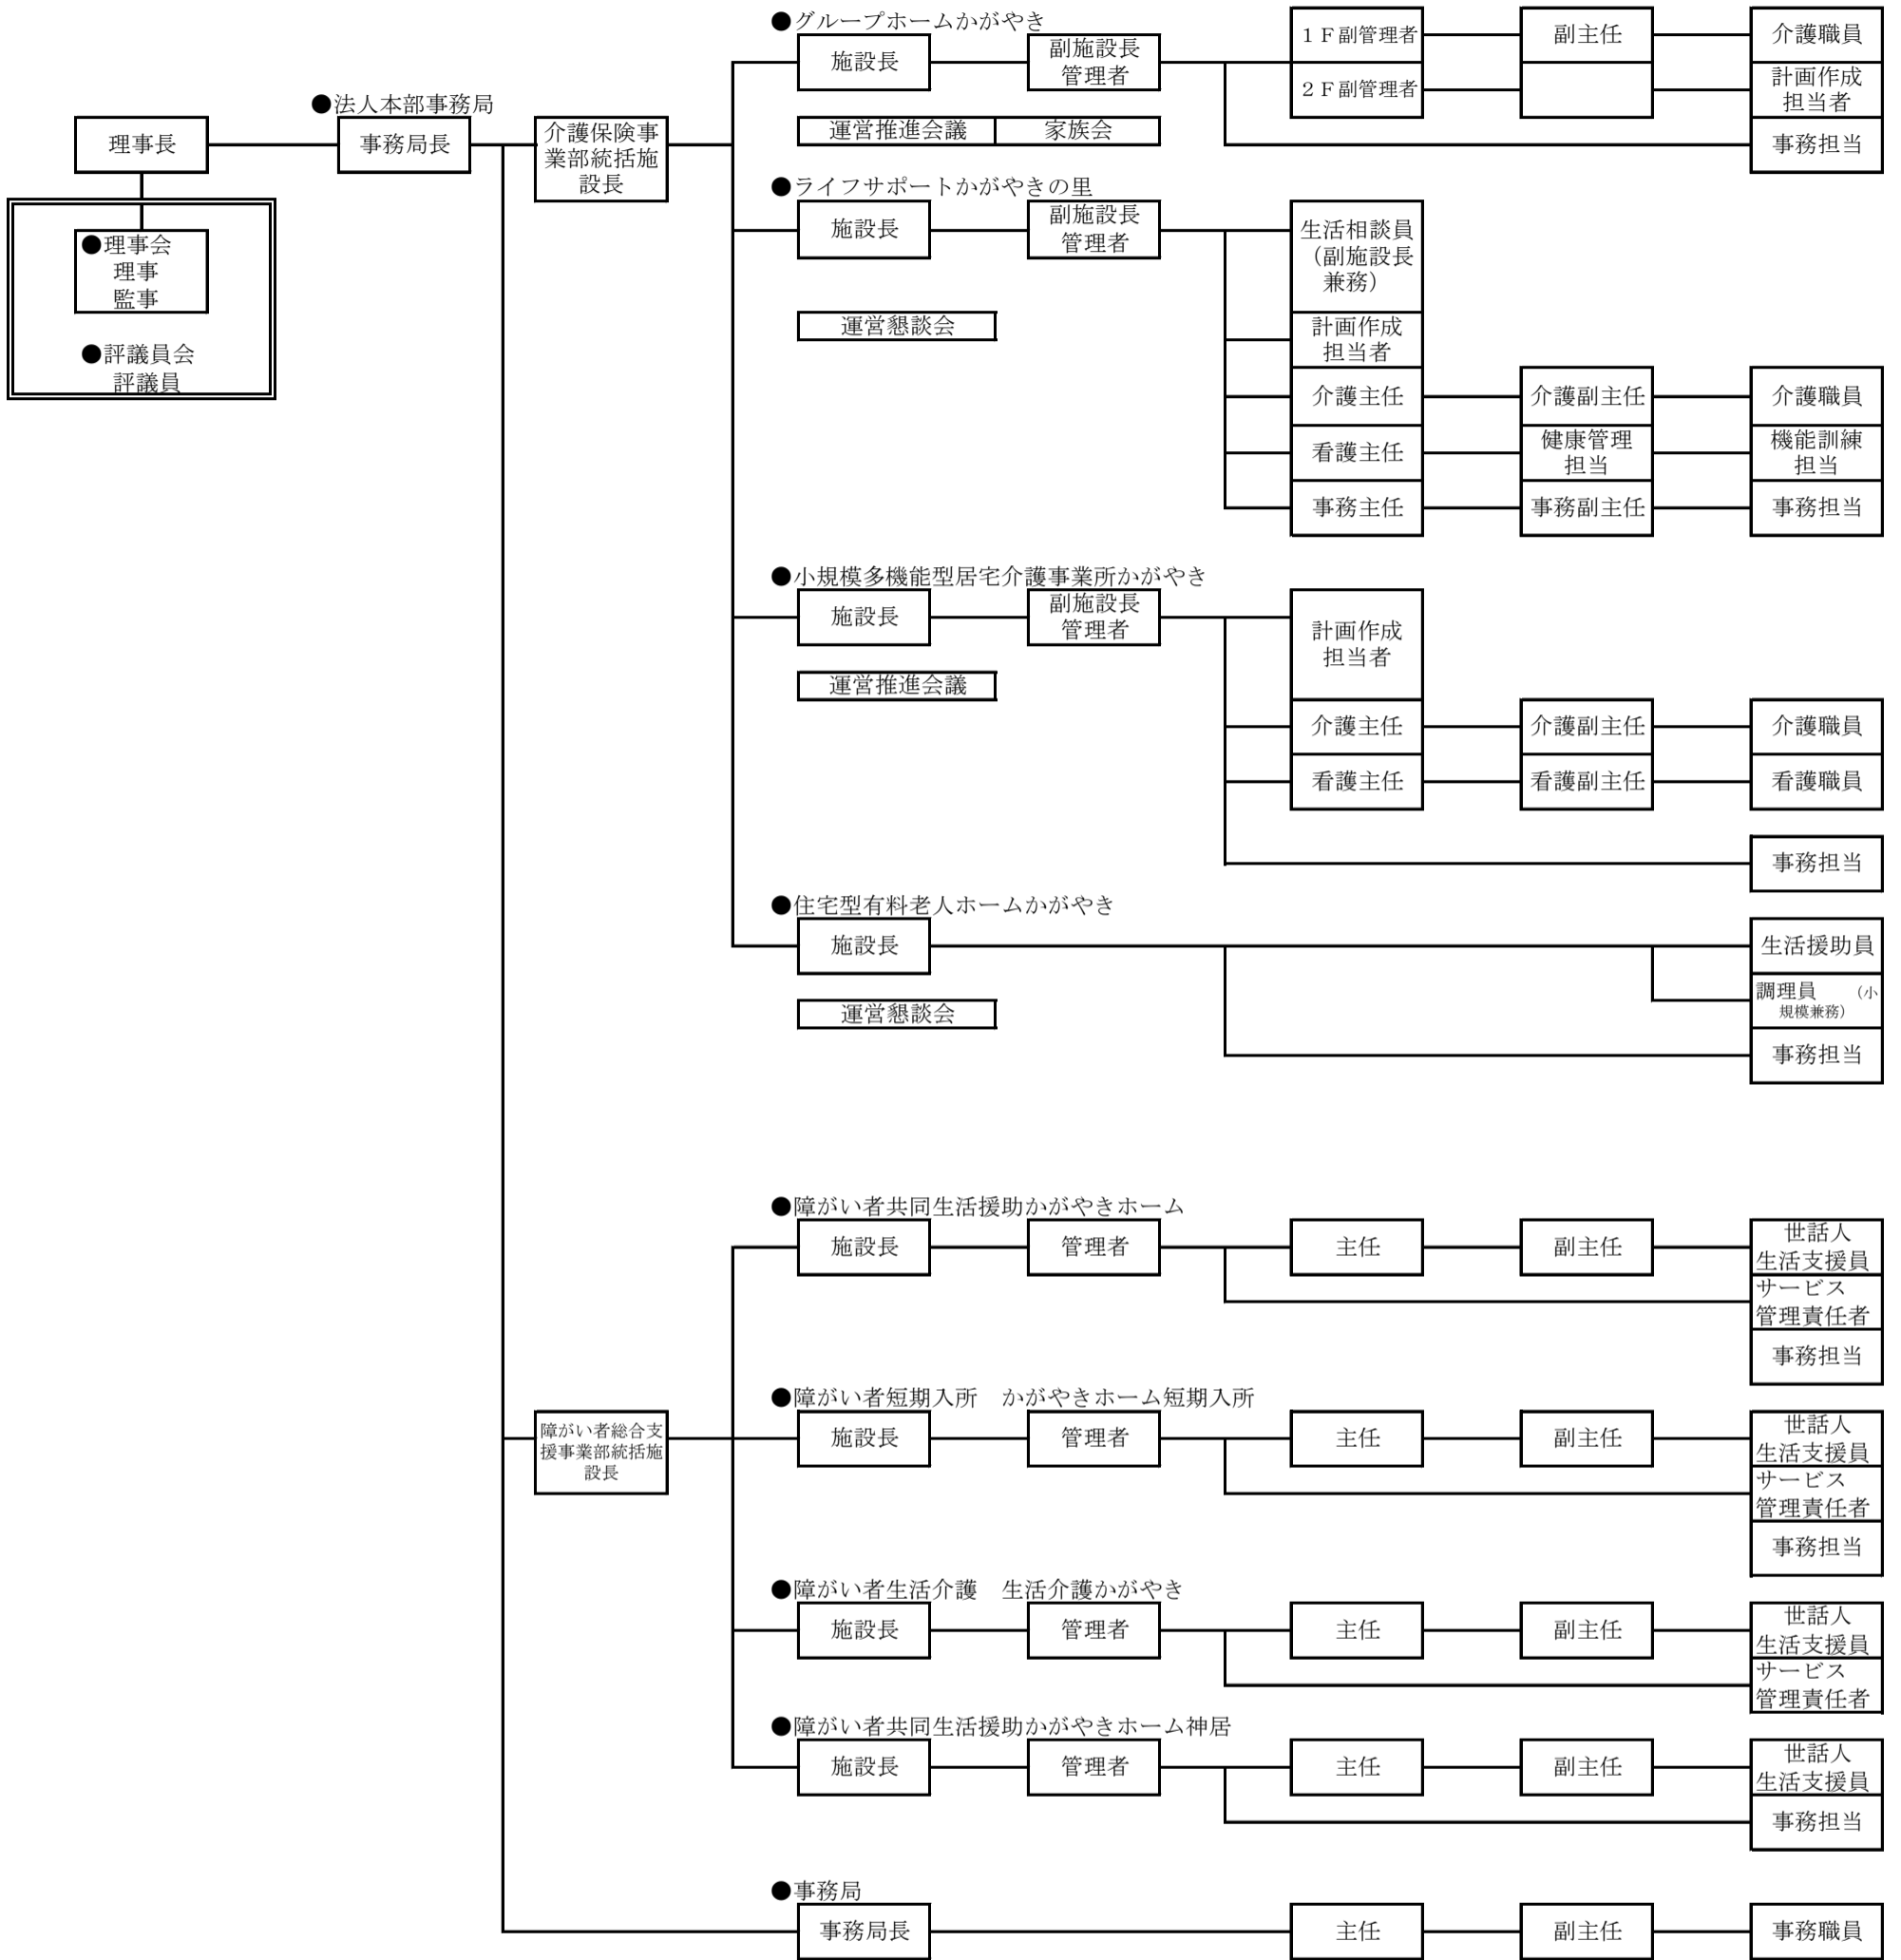 ●グループホームかがやき
施設長
副施設長
管理者
１Ｆ副管理者
副主任
介護職員
２Ｆ副管理者
計画作成
担当者
運営推進会議
家族会
事務担当
●法人本部事務局
理事長
事務局長
介護保険事
業部統括施
設長
●理事会
理事
監事
●評議員会
評議員
●ライフサポートかがやきの里
施設長
副施設長
管理者
生活相談員
（副施設長
兼務）
運営懇談会
計画作成
担当者
介護主任
介護副主任
介護職員
看護主任
健康管理
担当
機能訓練
担当
事務主任
事務副主任
事務担当
●小規模多機能型居宅介護事業所かがやき
施設長
副施設長
管理者
計画作成
担当者
運営推進会議
介護主任
介護副主任
介護職員
看護主任
看護副主任
看護職員
事務担当
●住宅型有料老人ホームかがやき
施設長
生活援助員
運営懇談会
調理員　（小
規模兼務）
事務担当
●障がい者共同生活援助かがやきホーム
施設長
管理者
主任
副主任
世話人
生活支援員
サービス
管理責任者
事務担当
障がい者総合支
援事業部統括施
設長
●障がい者短期入所　かがやきホーム短期入所
施設長
管理者
主任
副主任
世話人
生活支援員
サービス
管理責任者
事務担当
●障がい者生活介護　生活介護かがやき
施設長
管理者
主任
副主任
世話人
生活支援員
サービス
管理責任者
●障がい者共同生活援助かがやきホーム神居
施設長
管理者
主任
副主任
世話人
生活支援員
事務担当
●事務局
事務局長
主任
副主任
事務職員